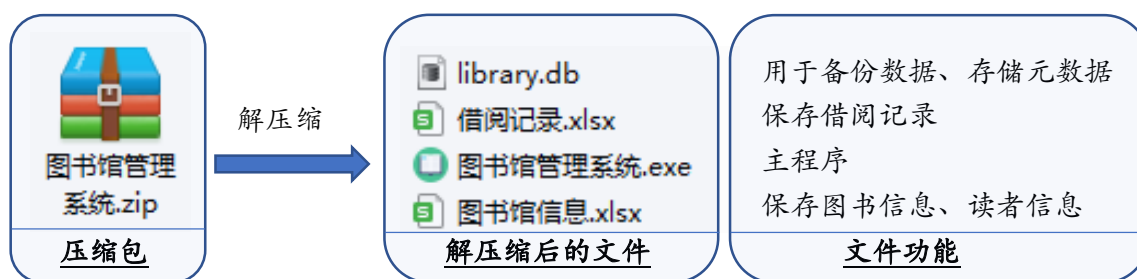 图书馆管理
系统.zip
压缩包
解压缩
library.db
借阅记录.xlsx
图书馆管理系统.exe
图书馆信息.xlsx
解压缩后的文件
用于备份数据、存储元数据
保存借阅记录
主程序
保存图书信息、读者信息
文件功能